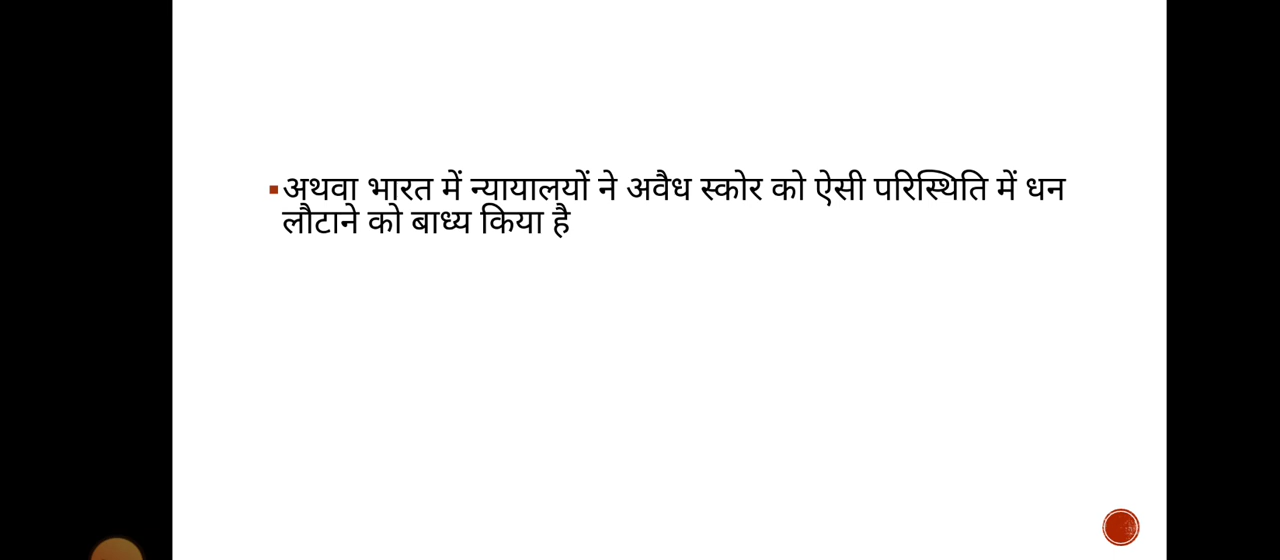 ▪अथवा भारत में न्यायालयों ने अवैध स्कोर को ऐसी परिस्थिति में धन
लौटाने को बाध्य किया है